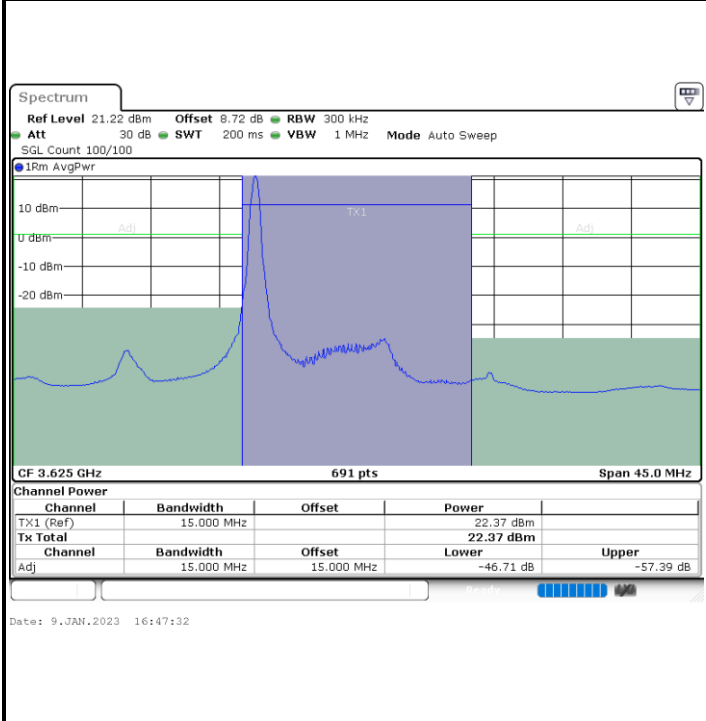 Spectrum
Ref Level 21.22 dBm Offset 8.72 dB RBW 300 kHz
Att 30 dB SWT 200 ms VBW 1 MHz Mode Auto Sweep
SGL Count 100/100
1Rm AvgPwr
10 dBm
TX1
Adj
Adj
0 dBm
-10 dBm
-20 dBm
CF 3.625 GHz 691 pts Span 45.0 MHz
Channel Power
Channel Bandwidth Offset Power
TX1 (Ref) 15.000 MHz 22.37 dBm
Tx Total 22.37 dBm
Channel Bandwidth Offset Lower Upper
Adj 15.000 MHz 15.000 MHz -46.71 dB -57.39 dB
Ready
Date: 9.JAN.2023 16:47:32